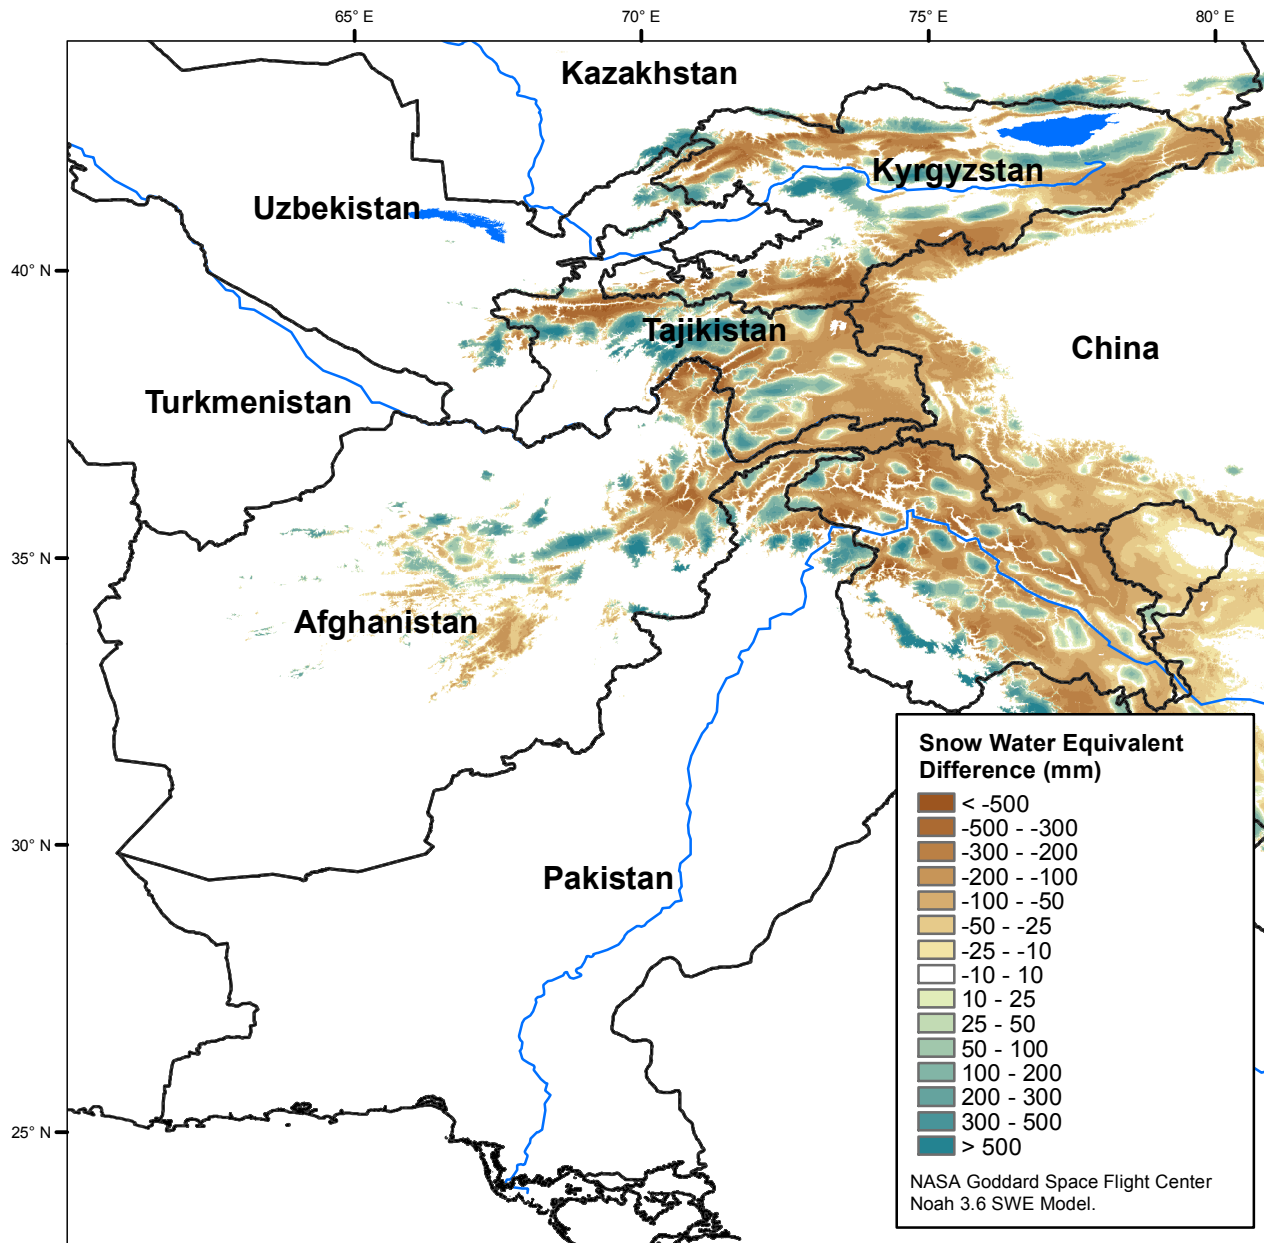 65° E
70° E
75° E
80° E
Kazakhstan
Kyrgyzstan
Uzbekistan
40° N
Tajikistan
China
Turkmenistan
35° N
Afghanistan
Snow Water Equivalent
Difference (mm)
< -500
-500 - -300
-300 - -200
-200 - -100
-100 - -50
-50 - -25
-25 - -10
-10 - 10
10 - 25
25 - 50
50 - 100
100 - 200
200 - 300
300 - 500
> 500
NASA Goddard Space Flight Center
Noah 3.6 SWE Model.
30° N
Pakistan
25° N